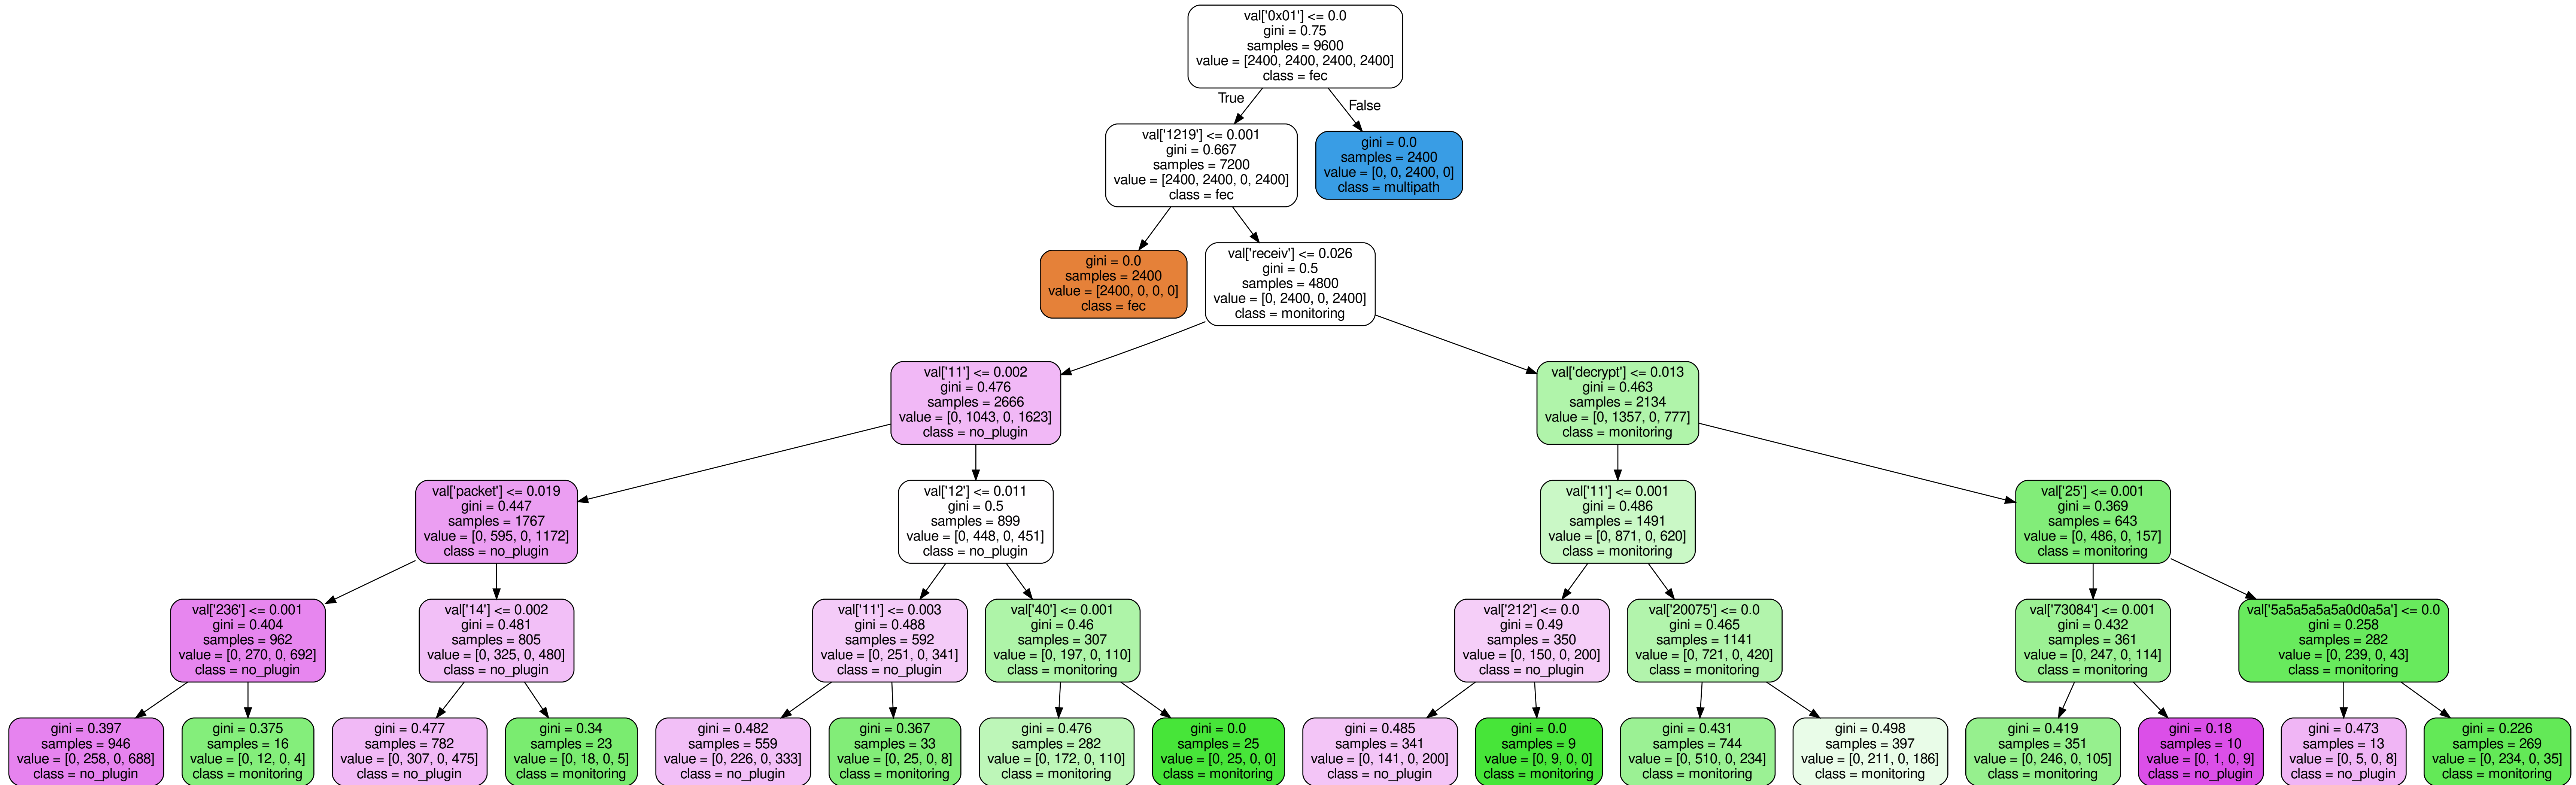 val['0x01'] <= 0.0
gini = 0.75
samples = 9600
value = [2400, 2400, 2400, 2400]
class = fec
True
False
val['1219'] <= 0.001
gini = 0.667
samples = 7200
value = [2400, 2400, 0, 2400]
class = fec
gini = 0.0
samples = 2400
value = [0, 0, 2400, 0]
class = multipath
gini = 0.0
samples = 2400
value = [2400, 0, 0, 0]
class = fec
val['receiv'] <= 0.026
gini = 0.5
samples = 4800
value = [0, 2400, 0, 2400]
class = monitoring
val['11'] <= 0.002
gini = 0.476
samples = 2666
value = [0, 1043, 0, 1623]
class = no_plugin
val['decrypt'] <= 0.013
gini = 0.463
samples = 2134
value = [0, 1357, 0, 777]
class = monitoring
val['packet'] <= 0.019
gini = 0.447
samples = 1767
value = [0, 595, 0, 1172]
class = no_plugin
val['12'] <= 0.011
gini = 0.5
samples = 899
value = [0, 448, 0, 451]
class = no_plugin
val['11'] <= 0.001
gini = 0.486
samples = 1491
value = [0, 871, 0, 620]
class = monitoring
val['25'] <= 0.001
gini = 0.369
samples = 643
value = [0, 486, 0, 157]
class = monitoring
val['236'] <= 0.001
gini = 0.404
samples = 962
value = [0, 270, 0, 692]
class = no_plugin
val['14'] <= 0.002
gini = 0.481
samples = 805
value = [0, 325, 0, 480]
class = no_plugin
val['11'] <= 0.003
gini = 0.488
samples = 592
value = [0, 251, 0, 341]
class = no_plugin
val['40'] <= 0.001
gini = 0.46
samples = 307
value = [0, 197, 0, 110]
class = monitoring
val['212'] <= 0.0
gini = 0.49
samples = 350
value = [0, 150, 0, 200]
class = no_plugin
val['20075'] <= 0.0
gini = 0.465
samples = 1141
value = [0, 721, 0, 420]
class = monitoring
val['73084'] <= 0.001
gini = 0.432
samples = 361
value = [0, 247, 0, 114]
class = monitoring
val['5a5a5a5a5a0d0a5a'] <= 0.0
gini = 0.258
samples = 282
value = [0, 239, 0, 43]
class = monitoring
gini = 0.397
samples = 946
value = [0, 258, 0, 688]
class = no_plugin
gini = 0.375
samples = 16
value = [0, 12, 0, 4]
class = monitoring
gini = 0.477
samples = 782
value = [0, 307, 0, 475]
class = no_plugin
gini = 0.34
samples = 23
value = [0, 18, 0, 5]
class = monitoring
gini = 0.482
samples = 559
value = [0, 226, 0, 333]
class = no_plugin
gini = 0.367
samples = 33
value = [0, 25, 0, 8]
class = monitoring
gini = 0.476
samples = 282
value = [0, 172, 0, 110]
class = monitoring
gini = 0.0
samples = 25
value = [0, 25, 0, 0]
class = monitoring
gini = 0.485
samples = 341
value = [0, 141, 0, 200]
class = no_plugin
gini = 0.0
samples = 9
value = [0, 9, 0, 0]
class = monitoring
gini = 0.431
samples = 744
value = [0, 510, 0, 234]
class = monitoring
gini = 0.498
samples = 397
value = [0, 211, 0, 186]
class = monitoring
gini = 0.419
samples = 351
value = [0, 246, 0, 105]
class = monitoring
gini = 0.18
samples = 10
value = [0, 1, 0, 9]
class = no_plugin
gini = 0.473
samples = 13
value = [0, 5, 0, 8]
class = no_plugin
gini = 0.226
samples = 269
value = [0, 234, 0, 35]
class = monitoring